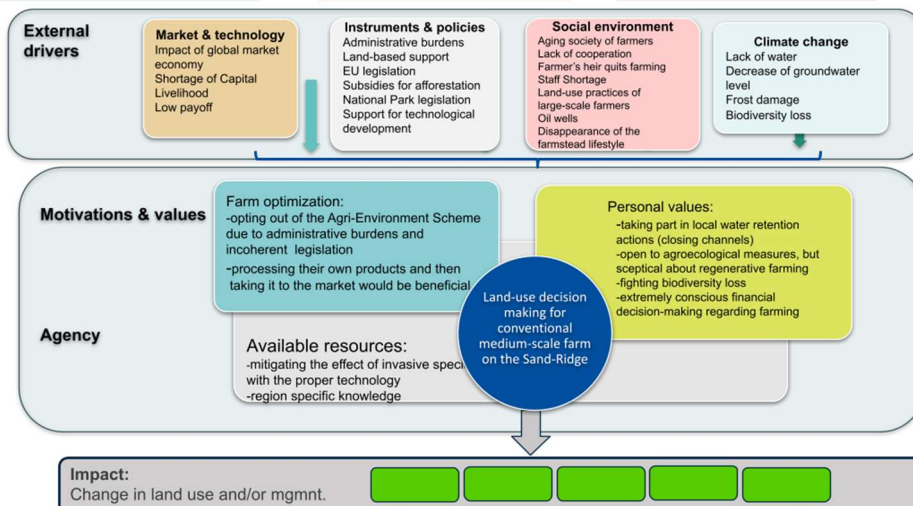 External
drivers
Market & technology
Impact of global market
economy
Shortage of Capital
Livelihood
Low payoff
Instruments & policies
Administrative burdens
Land-based support
EU legislation
Subsidies for afforestation
National Park legislation
Support for technological
development
Social environment
Aging society of farmers
Lack of cooperation
Farmer's heir quits farming
Staff Shortage
Land-use practices of
large-scale farmers
Oil wells
Disappearance of the
farmstead lifestyle
Climate change
Lack of water
Decrease of groundwater
level
Frost damage
Biodiversity loss
Motivations & values
Farm optimization:
-opting out of the Agri-Environment Scheme
due to administrative burdens and
incoherent legislation
-processing their own products and then
taking it to the market would be beneficial
Personal values:
-taking part in local water retention
actions (closing channels)
-open to agroecological measures, but
sceptical about regenerative farming
-fighting biodiversity loss
-extremely conscious financial
decision-making regarding farming
Land-use decision
making for
conventional
medium-scale farm
on the Sand-Ridge
Agency
Available resources:
-mitigating the effect of invasive speci
with the proper technology
-region specific knowledge
Impact:
Change in land use and/or mgmnt.